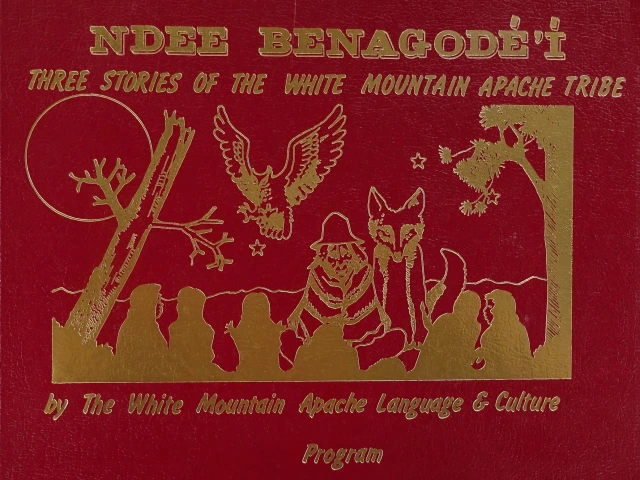 NDEE BENAGODÉ'Í
THREE STORIES OF THE WHITE MOUNTAIN APACHE TRIBE
by The White Mountain Apache Language & Culture
Program